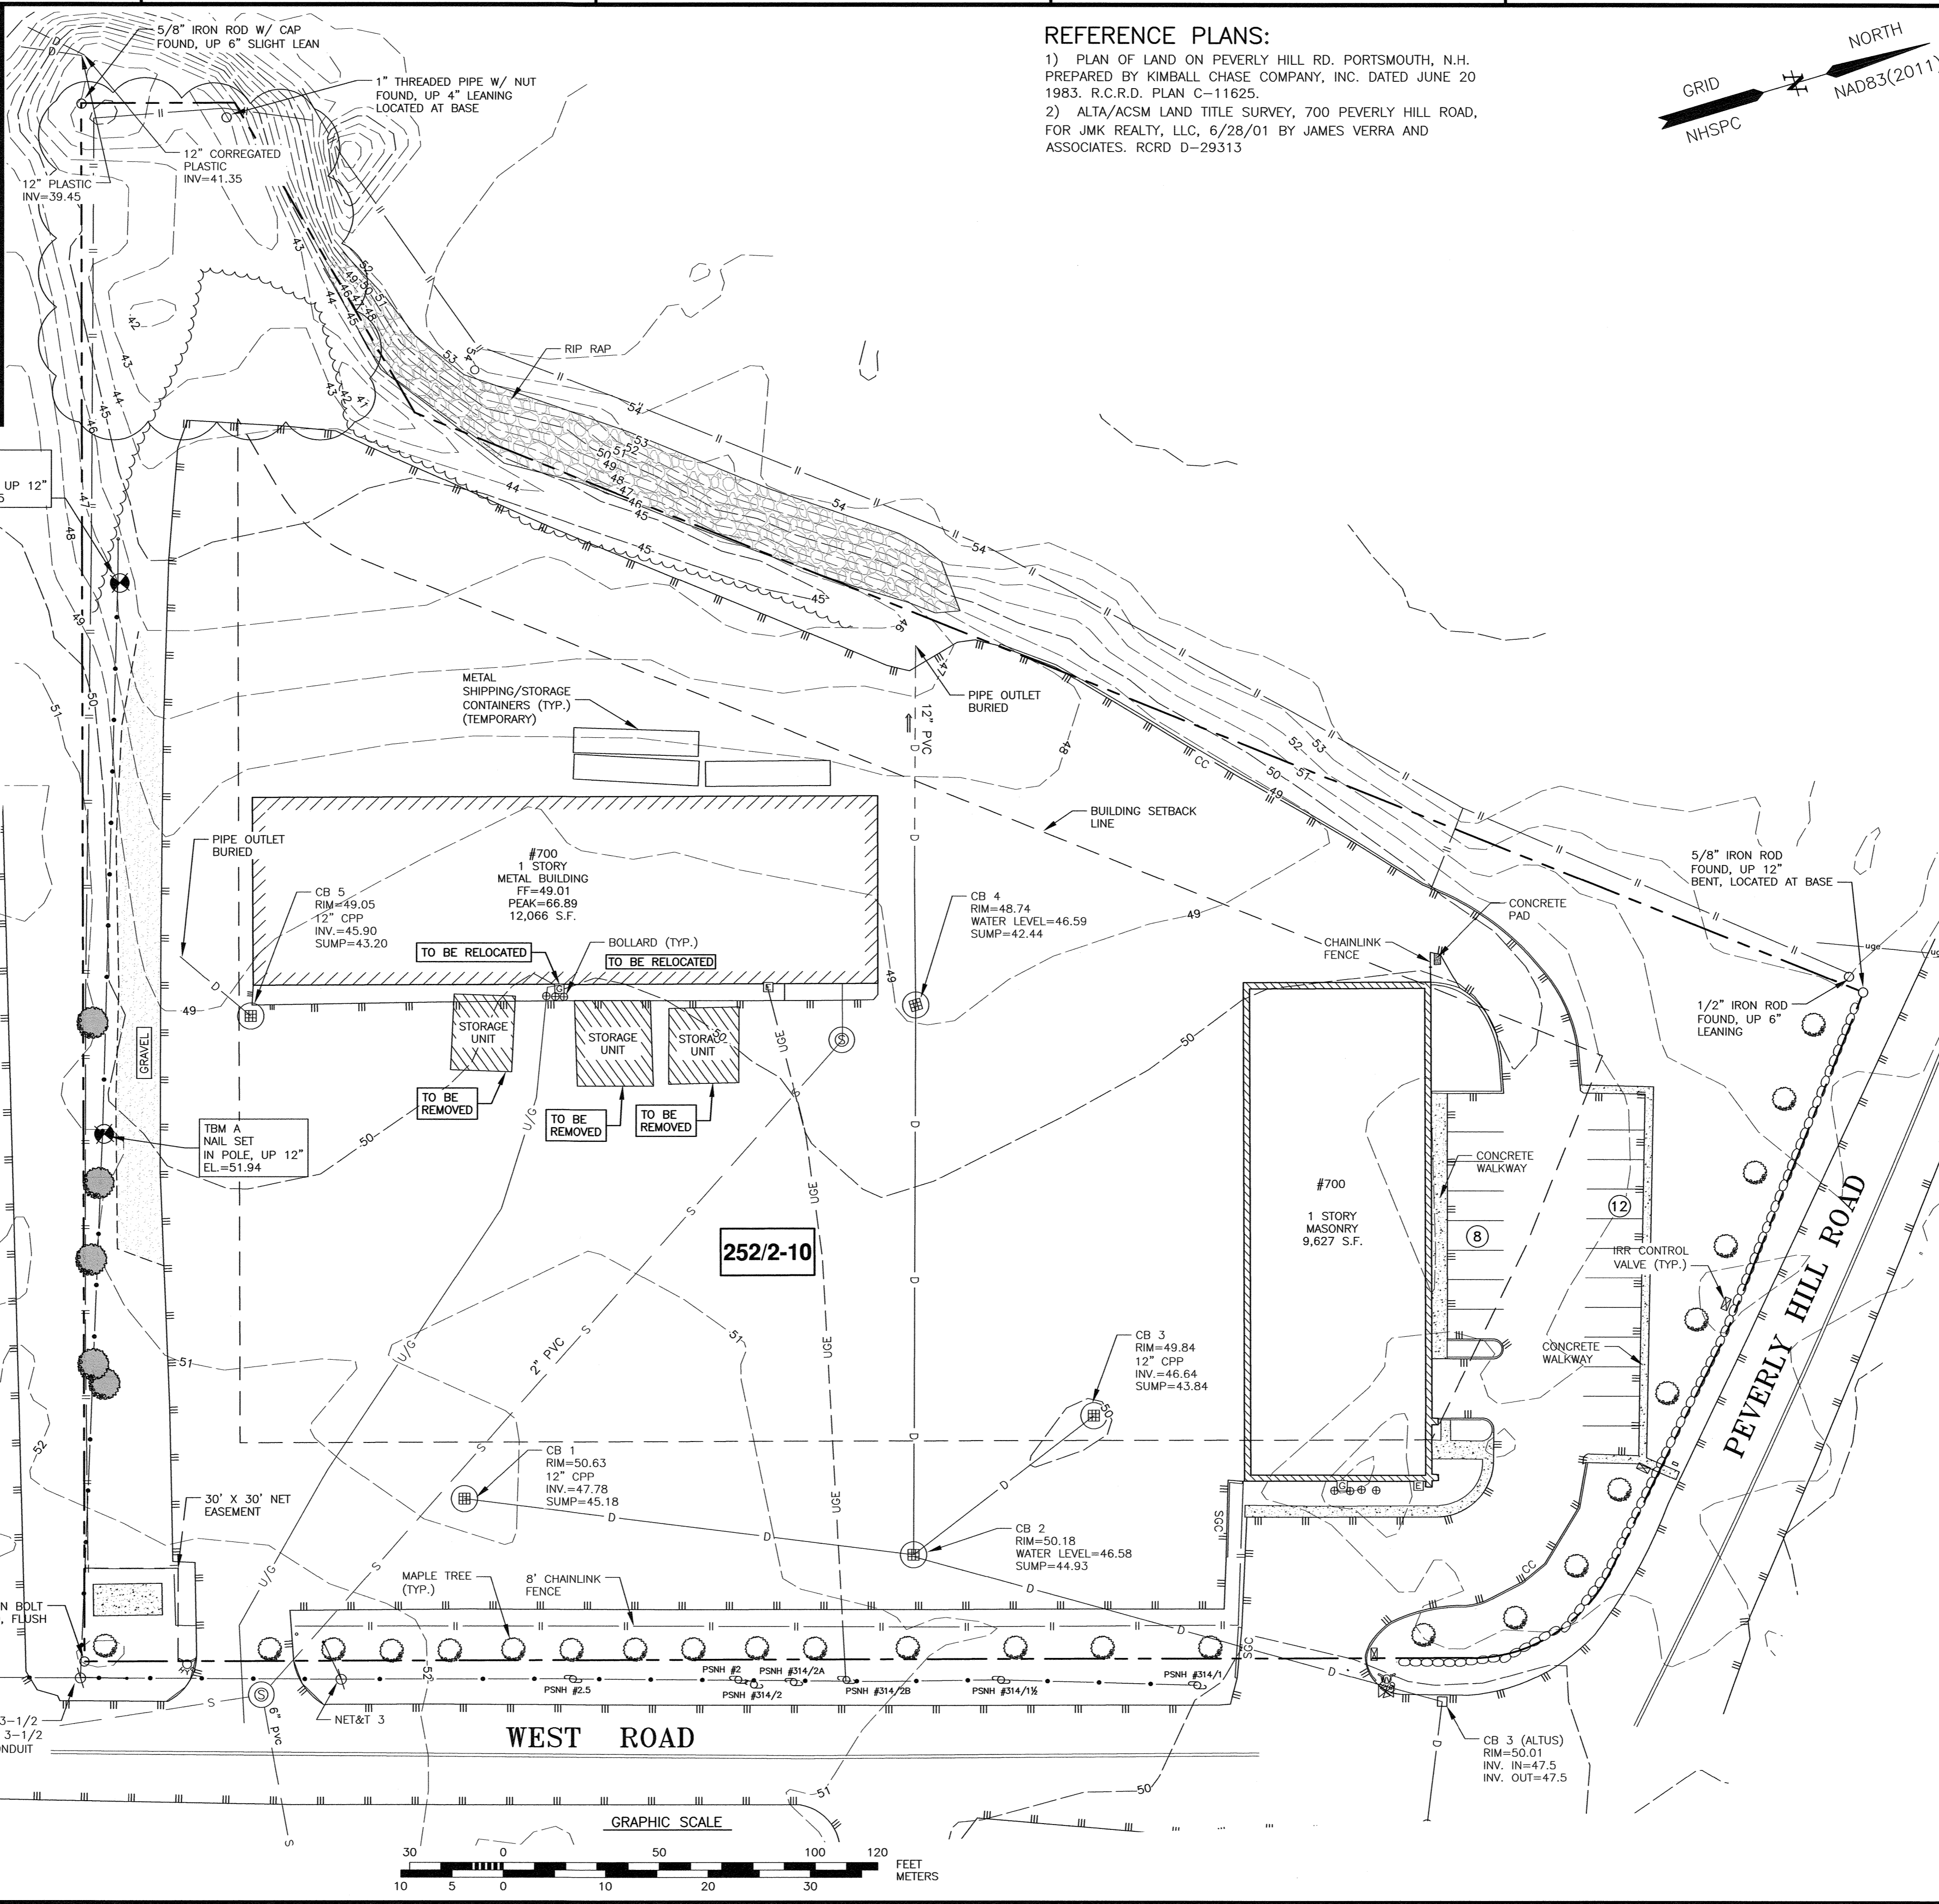 REFERENCE PLANS:
1) PLAN OF LAND ON PEVERLY HILL RD. PORTSMOUTH, N.H.
PREPARED BY KIMBALL CHASE COMPANY, INC. DATED JUNE 20
1983. R.C.R.D. PLAN C-11625.
2) ALTA/ACSM LAND TITLE SURVEY, 700 PEVERLY HILL ROAD,
FOR JMK REALTY, LLC, 6/28/01 BY JAMES VERRA AND
ASSOCIATES. RCRD D-29313
GRID
NORTH
NHSPC
NAD83(2011)
5/8" IRON ROD W/ CAP
FOUND, UP 6" SLIGHT LEAN
1" THREADED PIPE W/ NUT
FOUND, UP 4" LEANING
LOCATED AT BASE
12" CORREGATED
PLASTIC
INV=41.35
12" PLASTIC
INV=39.45
RIP RAP
UP 12"
METAL
SHIPPING/STORAGE
CONTAINERS (TYP.)
(TEMPORARY)
PIPE OUTLET
BURIED
12" PVC
BUILDING SETBACK
LINE
PIPE OUTLET
BURIED
CB 5
RIM=49.05
12" CPP
INV.=45.90
SUMP=43.20
#700
1 STORY
METAL BUILDING
FF=49.01
PEAK=66.89
12,066 S.F.
TO BE RELOCATED
BOLLARD (TYP.)
TO BE RELOCATED
CB 4
RIM=48.74
WATER LEVEL=46.59
SUMP=42.44
CHAINLINK
FENCE
CONCRETE
PAD
5/8" IRON ROD
FOUND, UP 12"
BENT, LOCATED AT BASE
1/2" IRON ROD
FOUND, UP 6"
LEANING
STORAGE
UNIT
STORAGE
UNIT
STORAGE
UNIT
TO BE
REMOVED
TO BE
REMOVED
TO BE
REMOVED
GRAVEL
TBM A
NAIL SET
IN POLE, UP 12"
EL.=51.94
252/2-10
#700
1 STORY
MASONRY
9,627 S.F.
CONCRETE
WALKWAY
8
12
IRR CONTROL
VALVE (TYP.)
CONCRETE
WALKWAY
PEVERLY HILL ROAD
2" PVC
CB 3
RIM=49.84
12" CPP
INV.=46.64
SUMP=43.84
CB 1
RIM=50.63
12" CPP
INV.=47.78
SUMP=45.18
CB 2
RIM=50.18
WATER LEVEL=46.58
SUMP=44.93
30' X 30' NET
EASEMENT
MAPLE TREE
(TYP.)
8' CHAINLINK
FENCE
N BOLT
, FLUSH
PSNH #2.5
PSNH #2
PSNH #314/2
PSNH #314/2A
PSNH #314/2B
PSNH #314/1½
PSNH #314/1
NET&T 3
6" PVC
3-1/2
3-1/2
NDUIT
WEST ROAD
CB 3 (ALTUS)
RIM=50.01
INV. IN=47.5
INV. OUT=47.5
GRAPHIC SCALE
30 0 50 100 120
FEET
METERS
10 5 0 10 20 30